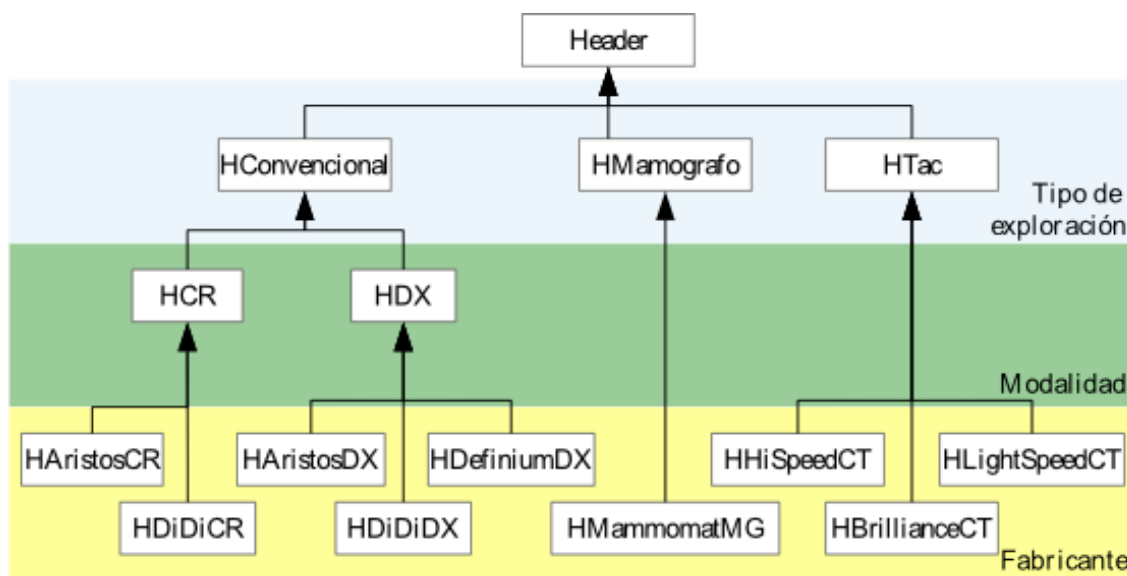 Header
HConvencional
HMamografo
HTac
Tipo de
exploración
HCR
HDX
Modalidad
HAristosCR
HAristosDX
HDefiniumDX
HHiSpeedCT
HLightSpeedCT
HDiDiCR
HDiDiDX
HMammomatMG
HBrillianceCT
Fabricante